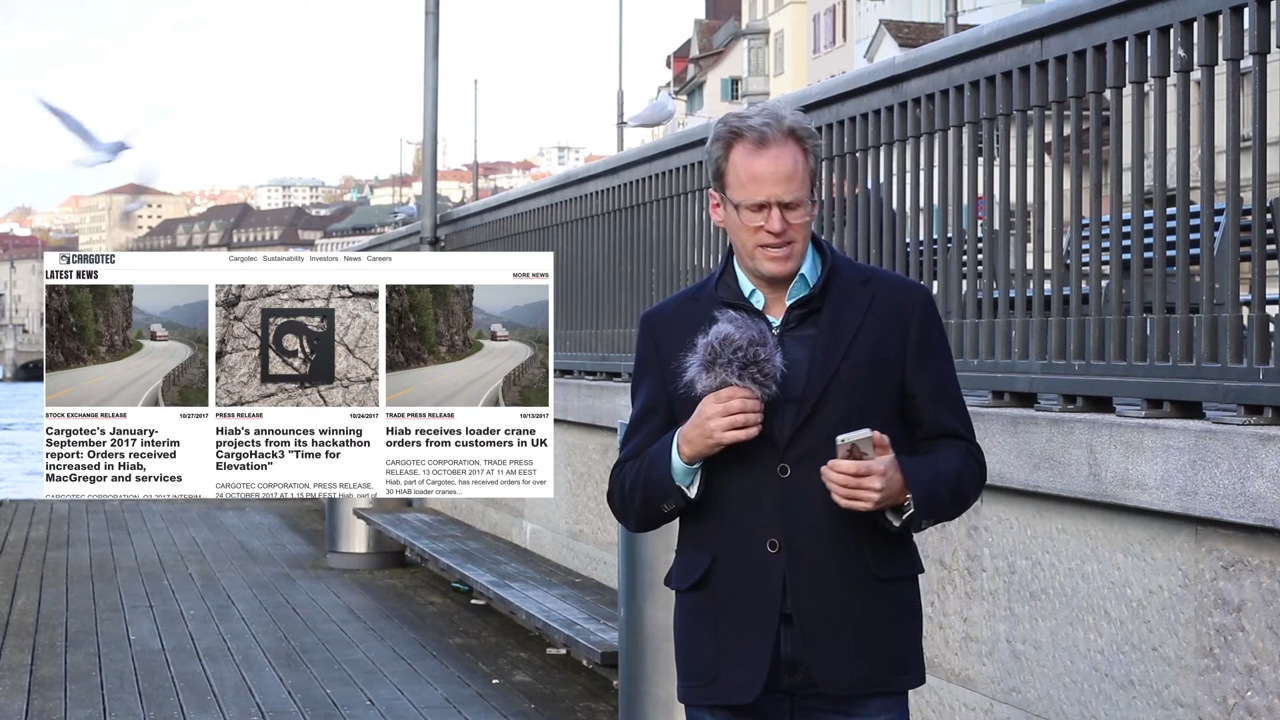 CARGOTEC
Cargotec Sustainability Investors News Careers
LATEST NEWS
MORE NEWS
STOCK EXCHANGE RELEASE 10/27/2017
Cargotec's January-
September 2017 interim
report: Orders received
increased in Hiab,
MacGregor and services
CARGOTEC CORPORATION, Q3 2017 INTERIM
PRESS RELEASE 10/24/2017
Hiab's announces winning
projects from its hackathon
CargoHack3 "Time for
Elevation"
CARGOTEC CORPORATION, PRESS RELEASE,
24 OCTOBER 2017 AT 1.15 PM EEST Hiab, part of
TRADE PRESS RELEASE 10/13/2017
Hiab receives loader crane
orders from customers in UK
CARGOTEC CORPORATION, TRADE PRESS
RELEASE, 13 OCTOBER 2017 AT 11 AM EEST
Hiab, part of Cargotec, has received orders for over
30 HIAB loader cranes...